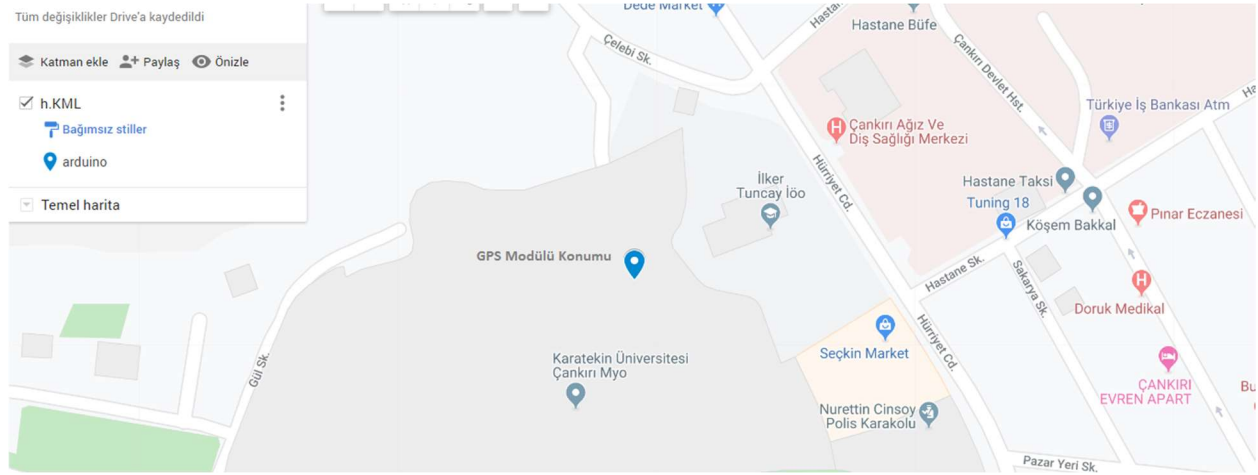 Tüm değişiklikler Drive'a kaydedildi
Katman ekle
Paylaş
Önizle
h.KML
Bağımsız stiller
arduino
Temel harita
Dede Market
Çelebi Sk.
Hastane Büfe
Çankırı Devlet Hst.
Türkiye İş Bankası Atm
Çankırı Ağız Ve
Diş Sağlığı Merkezi
Hürriyet Cd.
İlker
Tuncay İöo
Hastane Taksi
Tuning 18
Köşem Bakkal
Pınar Eczanesi
GPS Modülü Konumu
Hastane Sk.
Sakarya Sk.
Doruk Medikal
Hürriyet Cd.
Seçkin Market
Gül Sk.
Karatekin Üniversitesi
Çankırı Myo
ÇANKIRI
EVREN APART
Nurettin Cinsoy
Polis Karakolu
Pazar Yeri Sk.